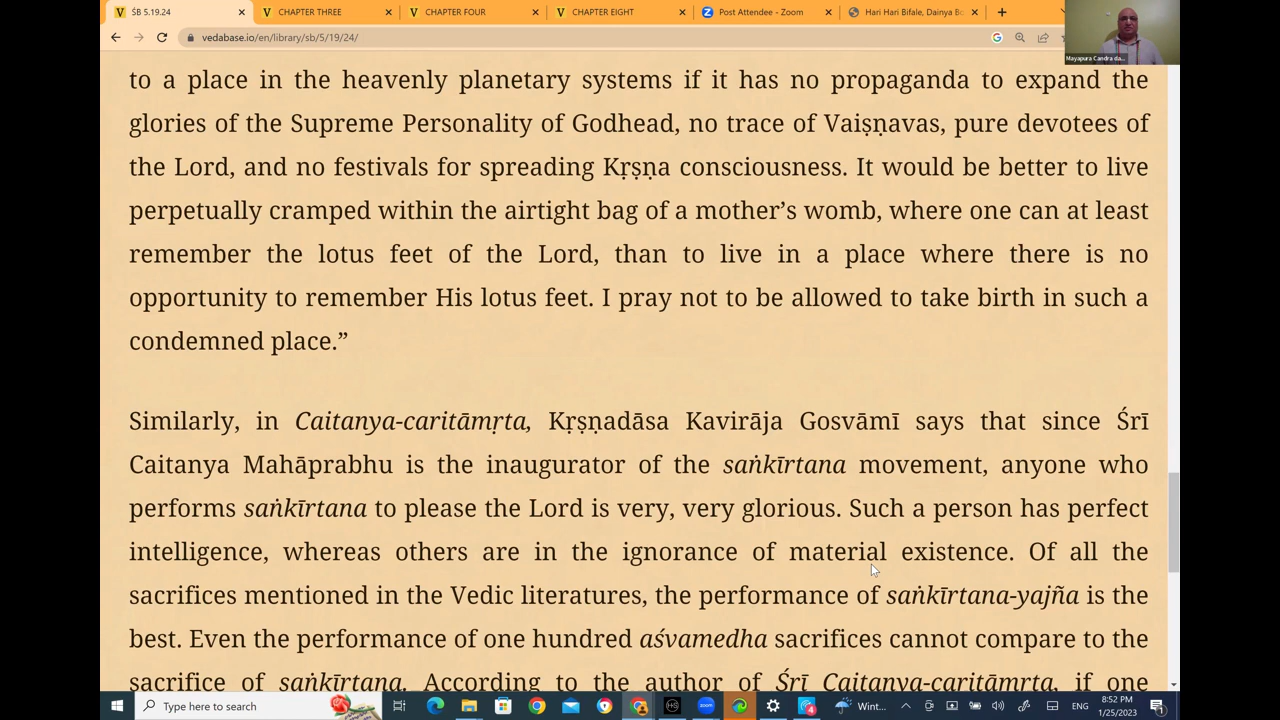 ŚB 5.19.24
CHAPTER THREE
CHAPTER FOUR
CHAPTER EIGHT
Post Attendee - Zoom
Hari Hari Bifale, Dainya Bo
vedabase.io/en/library/sb/5/19/24/
Mayapura Candra da...
to a place in the heavenly planetary systems if it has no propaganda to expand the
glories of the Supreme Personality of Godhead, no trace of Vaiṣṇavas, pure devotees of
the Lord, and no festivals for spreading Kṛṣṇa consciousness. It would be better to live
perpetually cramped within the airtight bag of a mother’s womb, where one can at least
remember the lotus feet of the Lord, than to live in a place where there is no
opportunity to remember His lotus feet. I pray not to be allowed to take birth in such a
condemned place.”
Similarly, in Caitanya-caritāmṛta, Kṛṣṇadāsa Kavirāja Gosvāmī says that since Śrī
Caitanya Mahāprabhu is the inaugurator of the saṅkīrtana movement, anyone who
performs saṅkīrtana to please the Lord is very, very glorious. Such a person has perfect
intelligence, whereas others are in the ignorance of material existence. Of all the
sacrifices mentioned in the Vedic literatures, the performance of saṅkīrtana-yajña is the
best. Even the performance of one hundred aśvamedha sacrifices cannot compare to the
sacrifice of saṅkīrtana. According to the author of Śrī Caitanya-caritāmṛta, if one
Type here to search
Wint...
ENG
8:52 PM
1/25/2023